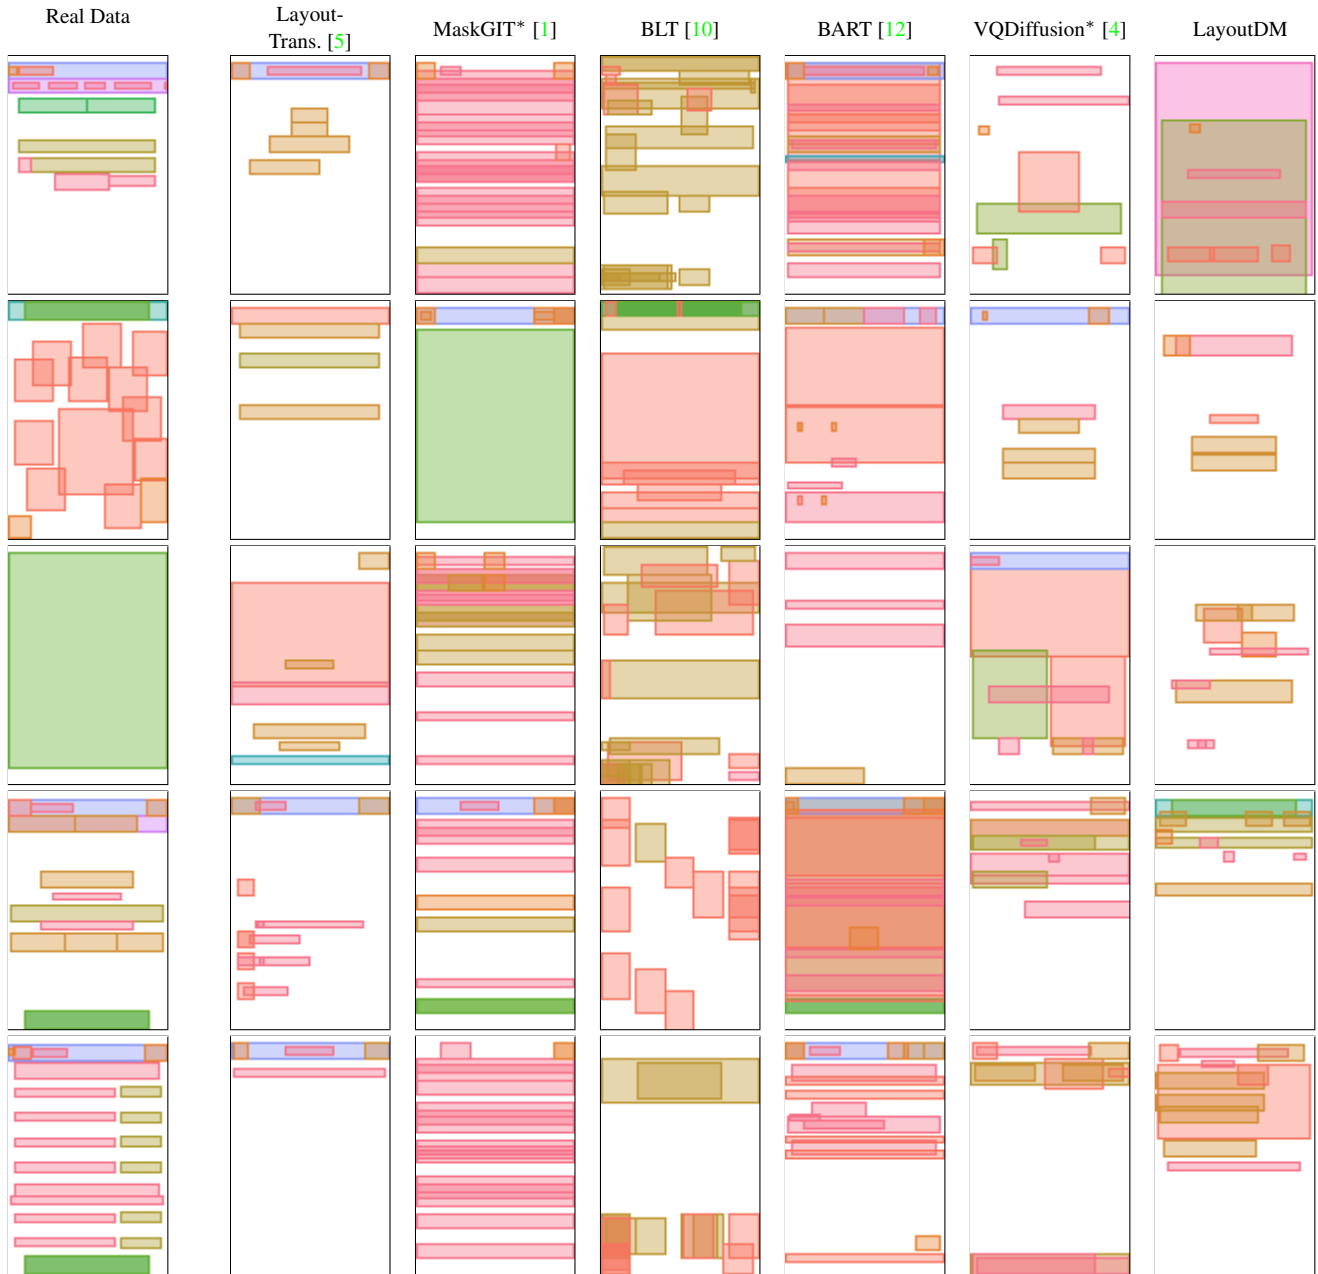 Real Data
Layout-
Trans. [5]
MaskGIT* [1]
BLT [10]
BART [12]
VQDiffusion* [4]
LayoutDM